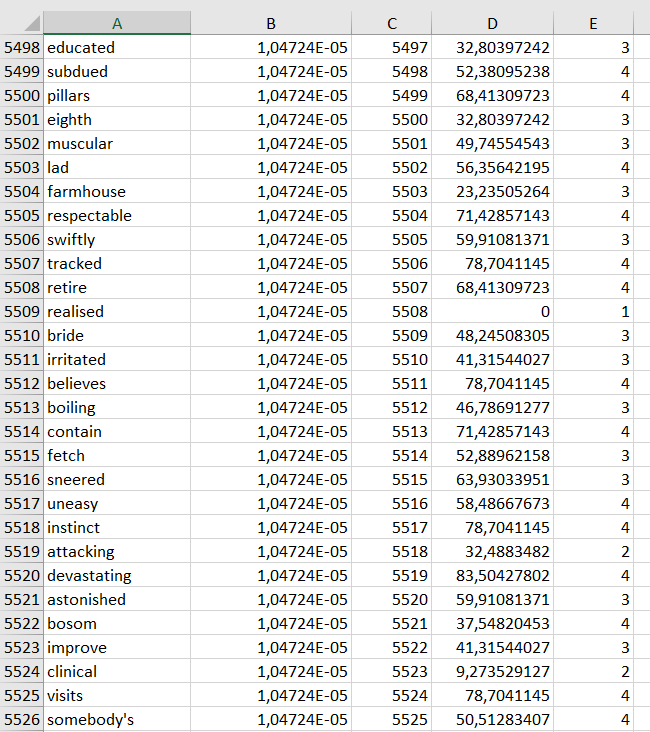 A B C D E
5498 educated 1,04724E-05 5497 32,80397242 3
5499 subdued 1,04724E-05 5498 52,38095238 4
5500 pillars 1,04724E-05 5499 68,41309723 4
5501 eighth 1,04724E-05 5500 32,80397242 3
5502 muscular 1,04724E-05 5501 49,74554543 3
5503 lad 1,04724E-05 5502 56,35642195 4
5504 farmhouse 1,04724E-05 5503 23,23505264 3
5505 respectable 1,04724E-05 5504 71,42857143 4
5506 swiftly 1,04724E-05 5505 59,91081371 3
5507 tracked 1,04724E-05 5506 78,7041145 4
5508 retire 1,04724E-05 5507 68,41309723 4
5509 realised 1,04724E-05 5508 0 1
5510 bride 1,04724E-05 5509 48,24508305 3
5511 irritated 1,04724E-05 5510 41,31544027 3
5512 believes 1,04724E-05 5511 78,7041145 4
5513 boiling 1,04724E-05 5512 46,78691277 3
5514 contain 1,04724E-05 5513 71,42857143 4
5515 fetch 1,04724E-05 5514 52,88962158 3
5516 sneered 1,04724E-05 5515 63,93033951 3
5517 uneasy 1,04724E-05 5516 58,48667673 4
5518 instinct 1,04724E-05 5517 78,7041145 4
5519 attacking 1,04724E-05 5518 32,4883482 2
5520 devastating 1,04724E-05 5519 83,50427802 4
5521 astonished 1,04724E-05 5520 59,91081371 3
5522 bosom 1,04724E-05 5521 37,54820453 4
5523 improve 1,04724E-05 5522 41,31544027 3
5524 clinical 1,04724E-05 5523 9,273529127 2
5525 visits 1,04724E-05 5524 78,7041145 4
5526 somebody's 1,04724E-05 5525 50,51283407 4